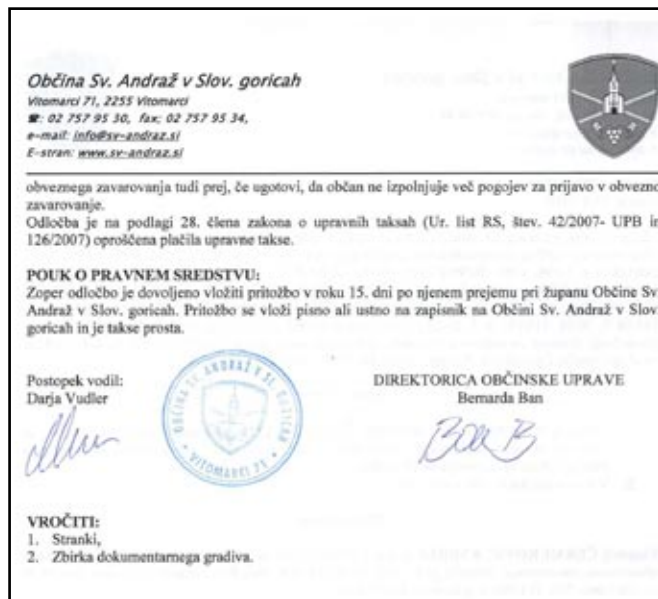 Občina Sv. Andraž v Slov. goricah
Vitomarci 71, 2255 Vitomarci
☎: 02 757 95 30, fax; 02 757 95 34,
e-mail: info@sv-andraz.si
E-stran: www.sv-andraz.si
obveznega zavarovanja tudi prej, če ugotovi, da občan ne izpolnjuje več pogojev za prijavo v obvezno
zavarovanje.
Odločba je na podlagi 28. člena zakona o upravnih taksah (Ur. list RS, štev. 42/2007- UPB in
126/2007) oproščena plačila upravne takse.
POUK O PRAVNEM SREDSTVU:
Zoper odločbo je dovoljeno vložiti pritožbo v roku 15. dni po njenem prejemu pri županu Občine Sv.
Andraž v Slov. goricah. Pritožbo se vloži pisno ali ustno na zapisnik na Občini Sv. Andraž v Slov.
goricah in je takse prosta.
Postopek vodil:
Darja Vudler
OBČINA SV. ANDRAŽ V SL. GORICAH
VITOMARCI 71
DIREKTORICA OBČINSKE UPRAVE
Bernarda Ban
VROČITI:
1. Stranki,
2. Zbirka dokumentarnega gradiva.